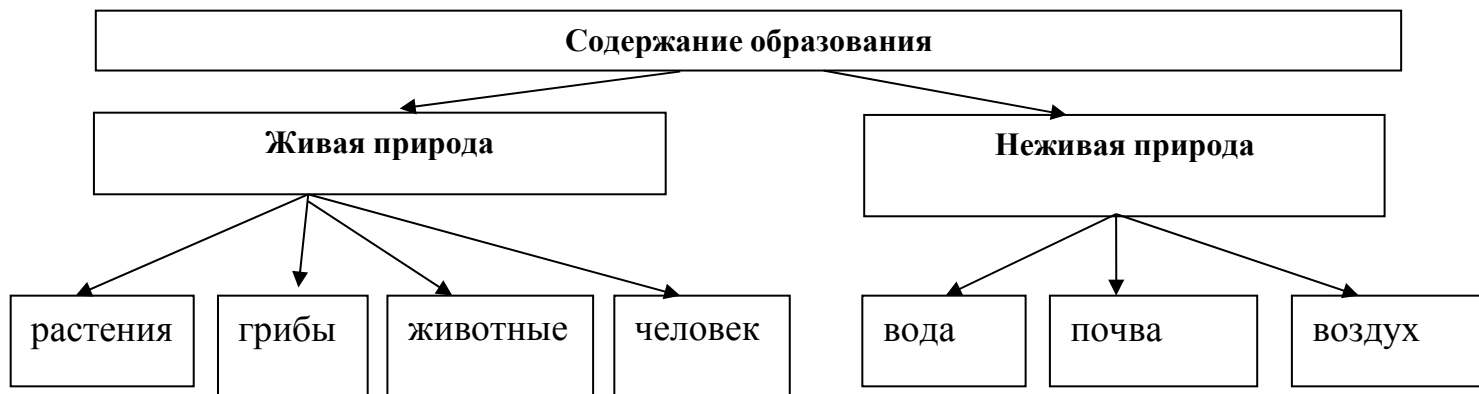 Содержание образования
Живая природа
Неживая природа
растения
грибы
животные
человек
вода
почва
воздух